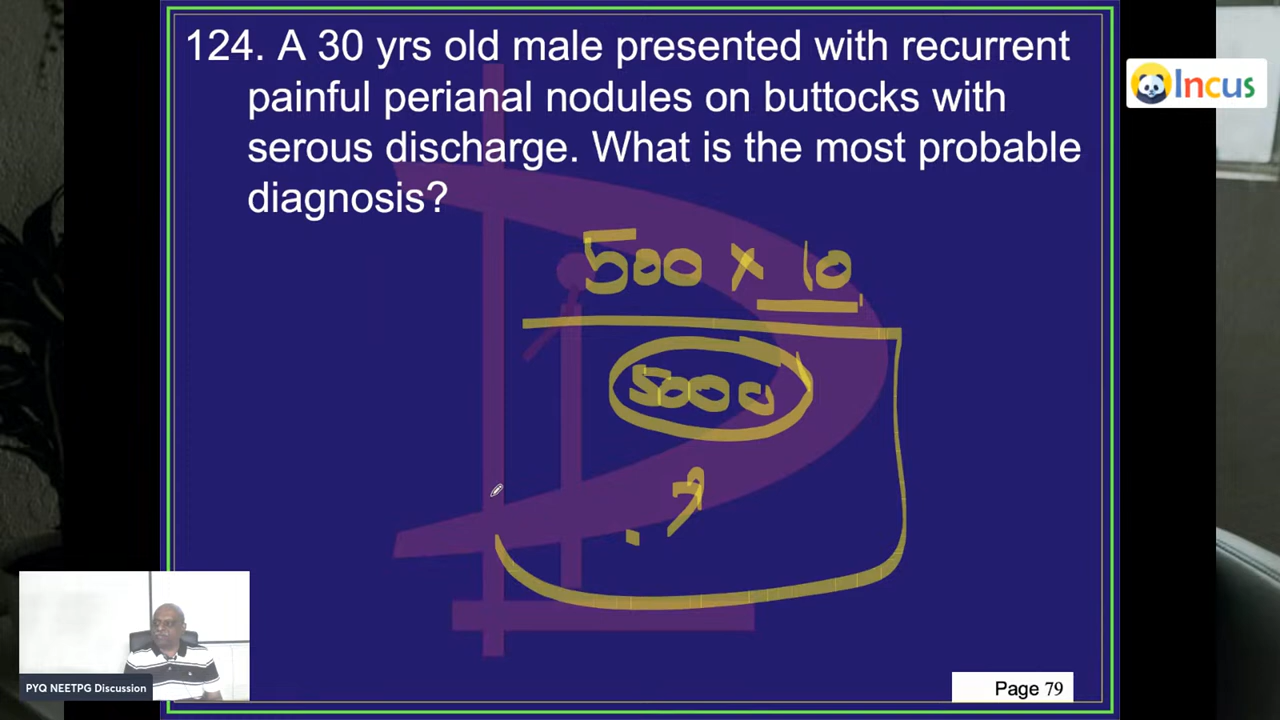 124. A 30 yrs old male presented with recurrent
painful perianal nodules on buttocks with
serous discharge. What is the most probable
diagnosis?
Incus
500 x 10
5000
PYQ NEETPG Discussion
Page 79